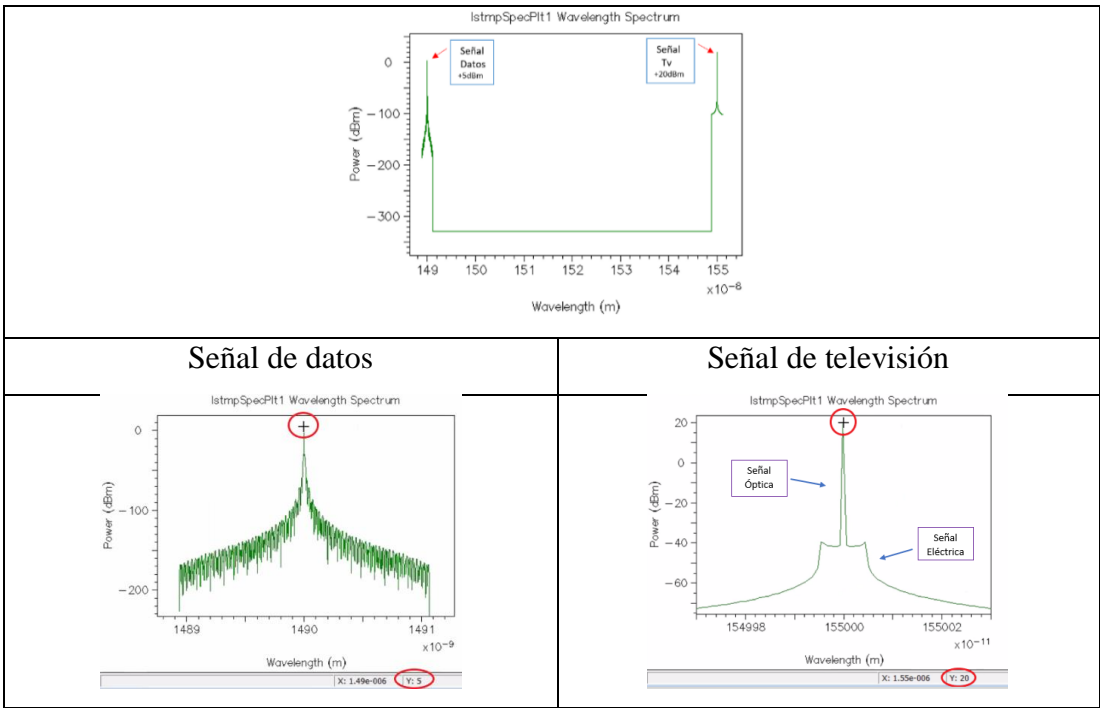 lstmpSpecPlt1 Wavelength Spectrum
Señal
Datos
+5dBm
Señal
Tv
+20dBm
Power (dBm)
0
−100
−200
−300
149 150 151 152 153 154 155
x10−8
Wavelength (m)
Señal de datos
Señal de televisión
lstmpSpecPlt1 Wavelength Spectrum
Power (dBm)
0
−100
−200
1489 1490 1491
x10−9
Wavelength (m)
X: 1.49e-006 Y: 5
lstmpSpecPlt1 Wavelength Spectrum
Power (dBm)
20
0
−20
−40
−60
Señal
Óptica
Señal
Eléctrica
154998 155000 155002
x10−11
Wavelength (m)
X: 1.55e-006 Y: 20